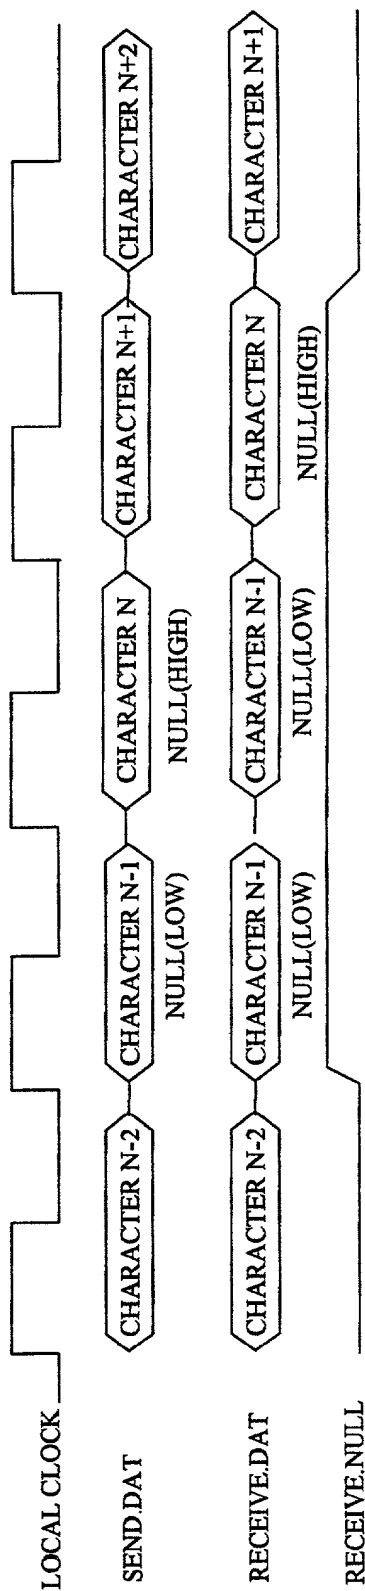 LOCAL CLOCK
SEND.DAT
CHARACTER N-2
CHARACTER N-1
CHARACTER N
CHARACTER N+1
CHARACTER N+2
NULL(LOW)
NULL(HIGH)
RECEIVE.DAT
CHARACTER N-2
CHARACTER N-1
CHARACTER N-1
CHARACTER N
CHARACTER N+1
NULL(LOW)
NULL(LOW)
NULL(HIGH)
RECEIVE.NULL